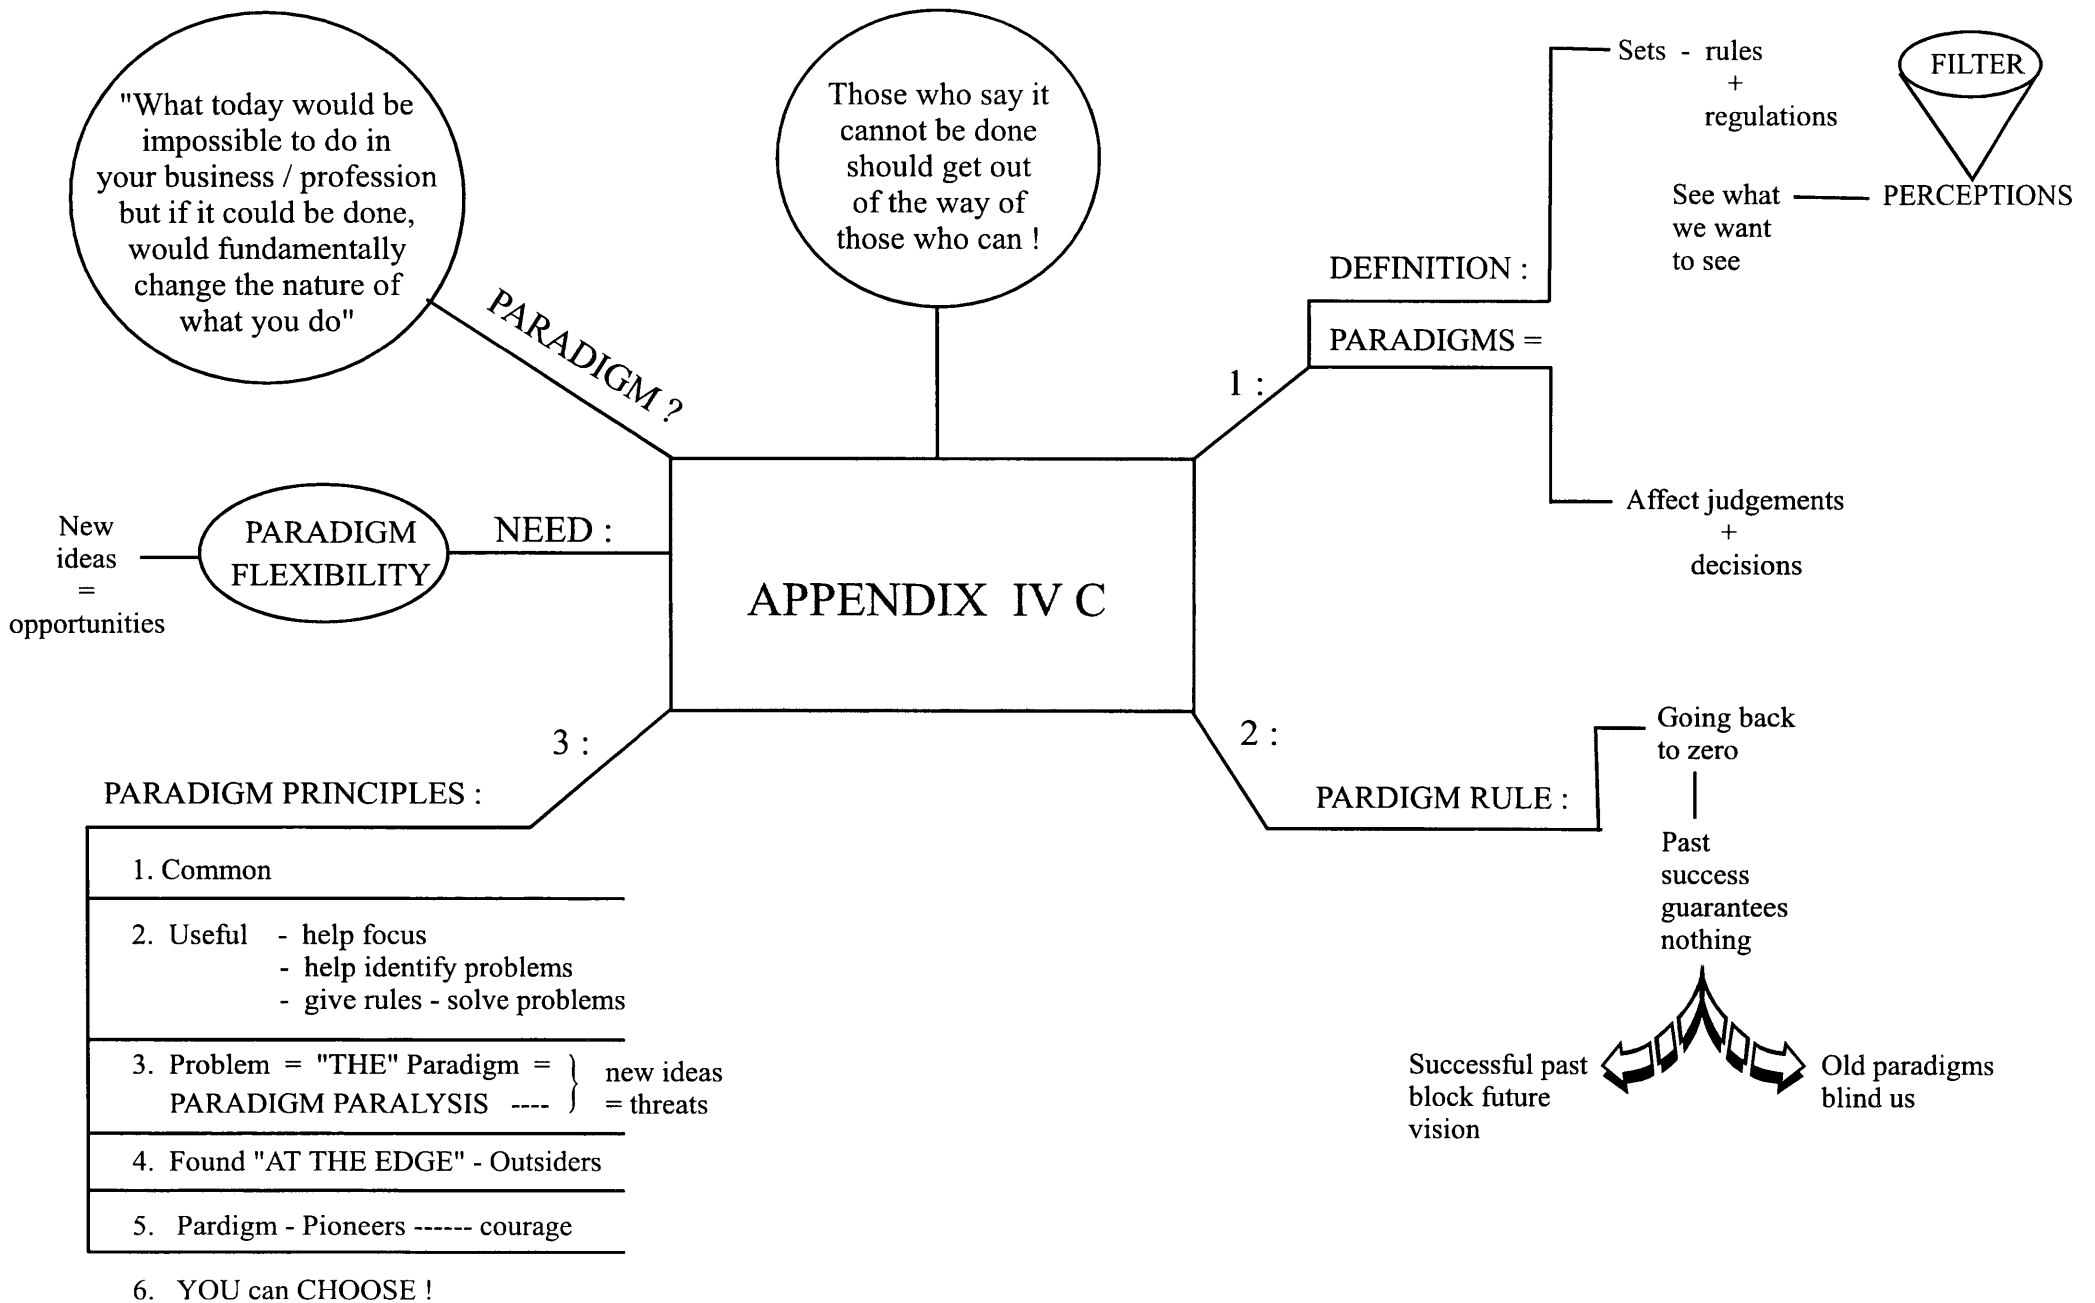 "What today would be
impossible to do in
your business / profession
but if it could be done,
would fundamentally
change the nature of
what you do"
PARADIGM ?
Those who say it
cannot be done
should get out
of the way of
those who can !
1 :
DEFINITION :
PARADIGMS =
Sets - rules
+
regulations
FILTER
PERCEPTIONS
See what
we want
to see
Affect judgements
+
decisions
NEED :
PARADIGM
FLEXIBILITY
New
ideas
=
opportunities
APPENDIX IV C
2 :
PARDIGM RULE :
Going back
to zero
Past
success
guarantees
nothing
Successful past
block future
vision
Old paradigms
blind us
3 :
PARADIGM PRINCIPLES :
1. Common
2. Useful - help focus
- help identify problems
- give rules - solve problems
3. Problem = "THE" Paradigm =
PARADIGM PARALYSIS ----
} new ideas
= threats
4. Found "AT THE EDGE" - Outsiders
5. Pardigm - Pioneers ------ courage
6. YOU can CHOOSE !